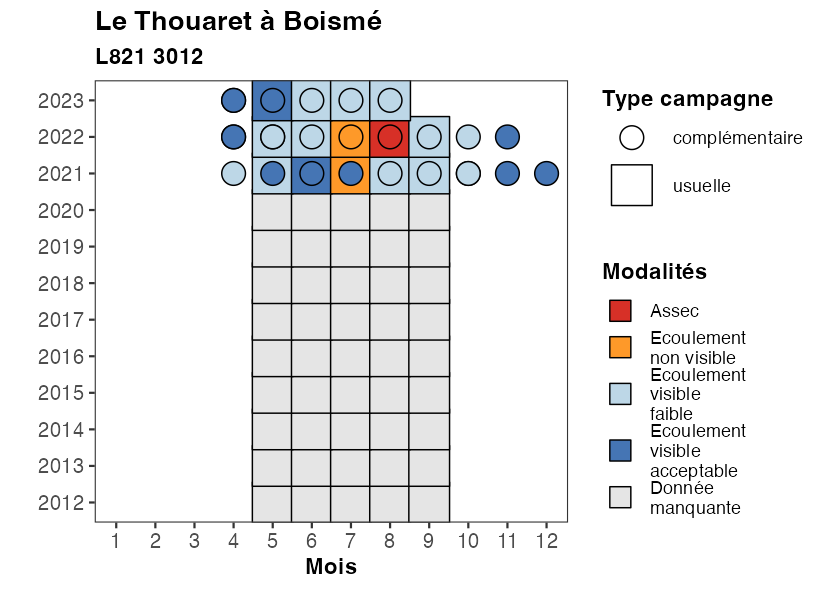 Le Thouaret à Boismé
L821 3012
2023
2022
2021
2020
2019
2018
2017
2016
2015
2014
2013
2012
1 2 3 4 5 6 7 8 9 10 11 12
Mois
Type campagne
complémentaire
usuelle
Modalités
Assec
Ecoulement
non visible
Ecoulement
visible
faible
Ecoulement
visible
acceptable
Donnée
manquante